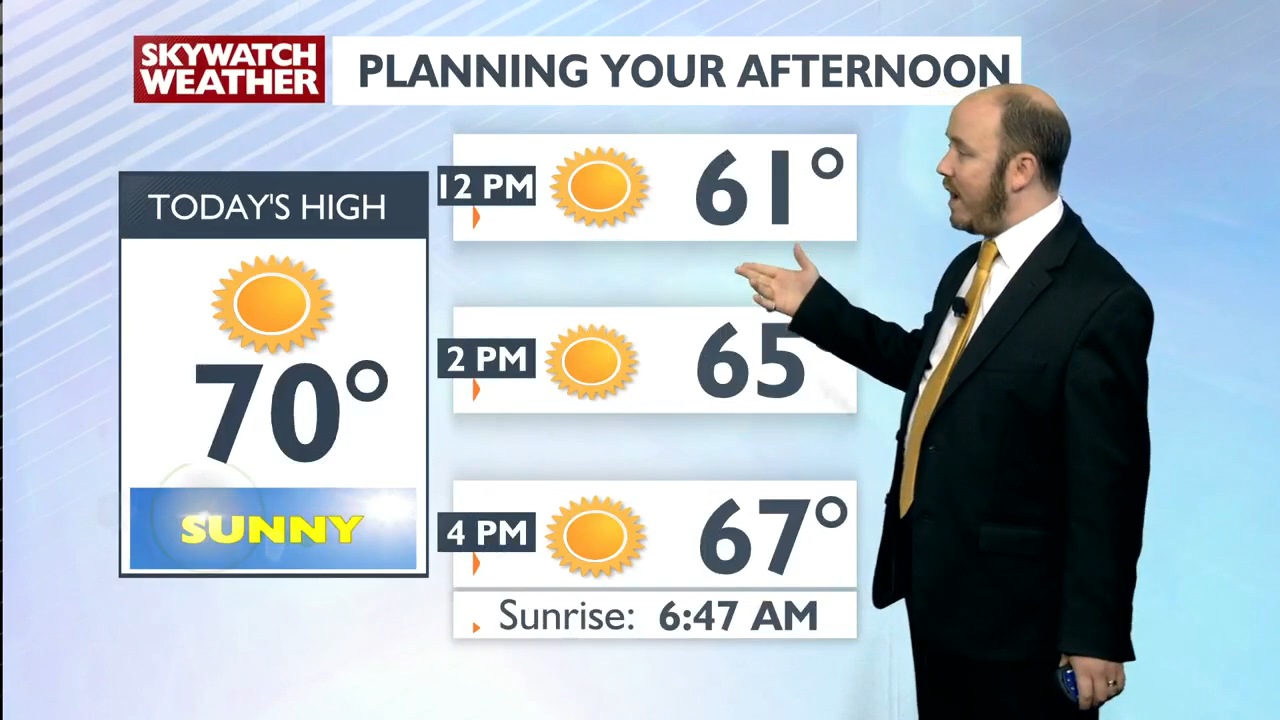 SKYWATCH
WEATHER
PLANNING YOUR AFTERNOON
TODAY'S HIGH
70°
SUNNY
12 PM
61°
2 PM
65
4 PM
67°
Sunrise: 6:47 AM